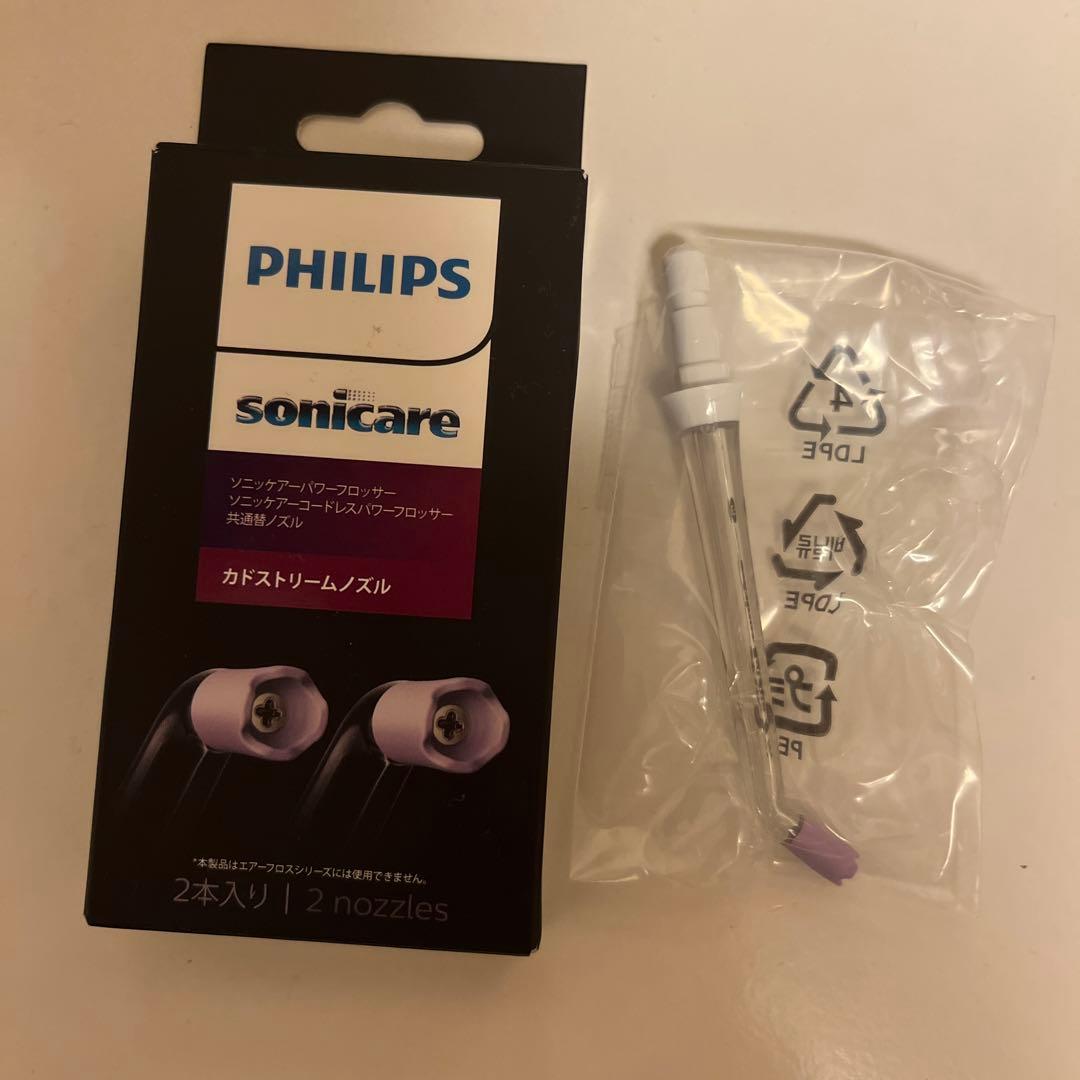 PHILIPS
sonicare
ソニッケアーパワーフロッサー
ソニッケアーコードレスパワーフロッサー
共通替ノズル
カドストリームノズル
*本製品はエアーフロスシリーズには使用できません。
2本入り | 2 nozzles
4
LDPE
비닐류
LDPE
PE